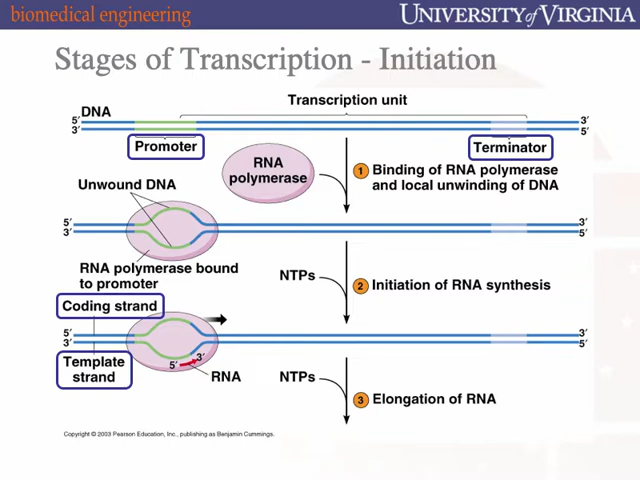 biomedical engineering
UNIVERSITY of VIRGINIA
Stages of Transcription - Initiation
Transcription unit
DNA
5′
3′
3′
5′
Promoter
Terminator
RNA
polymerase
1 Binding of RNA polymerase
and local unwinding of DNA
Unwound DNA
5′
3′
3′
5′
RNA polymerase bound
to promoter
NTPs
2 Initiation of RNA synthesis
Coding strand
5′
3′
3′
5′
Template
strand
5′
3′
RNA
NTPs
3 Elongation of RNA
Copyright © 2003 Pearson Education, Inc., publishing as Benjamin Cummings.